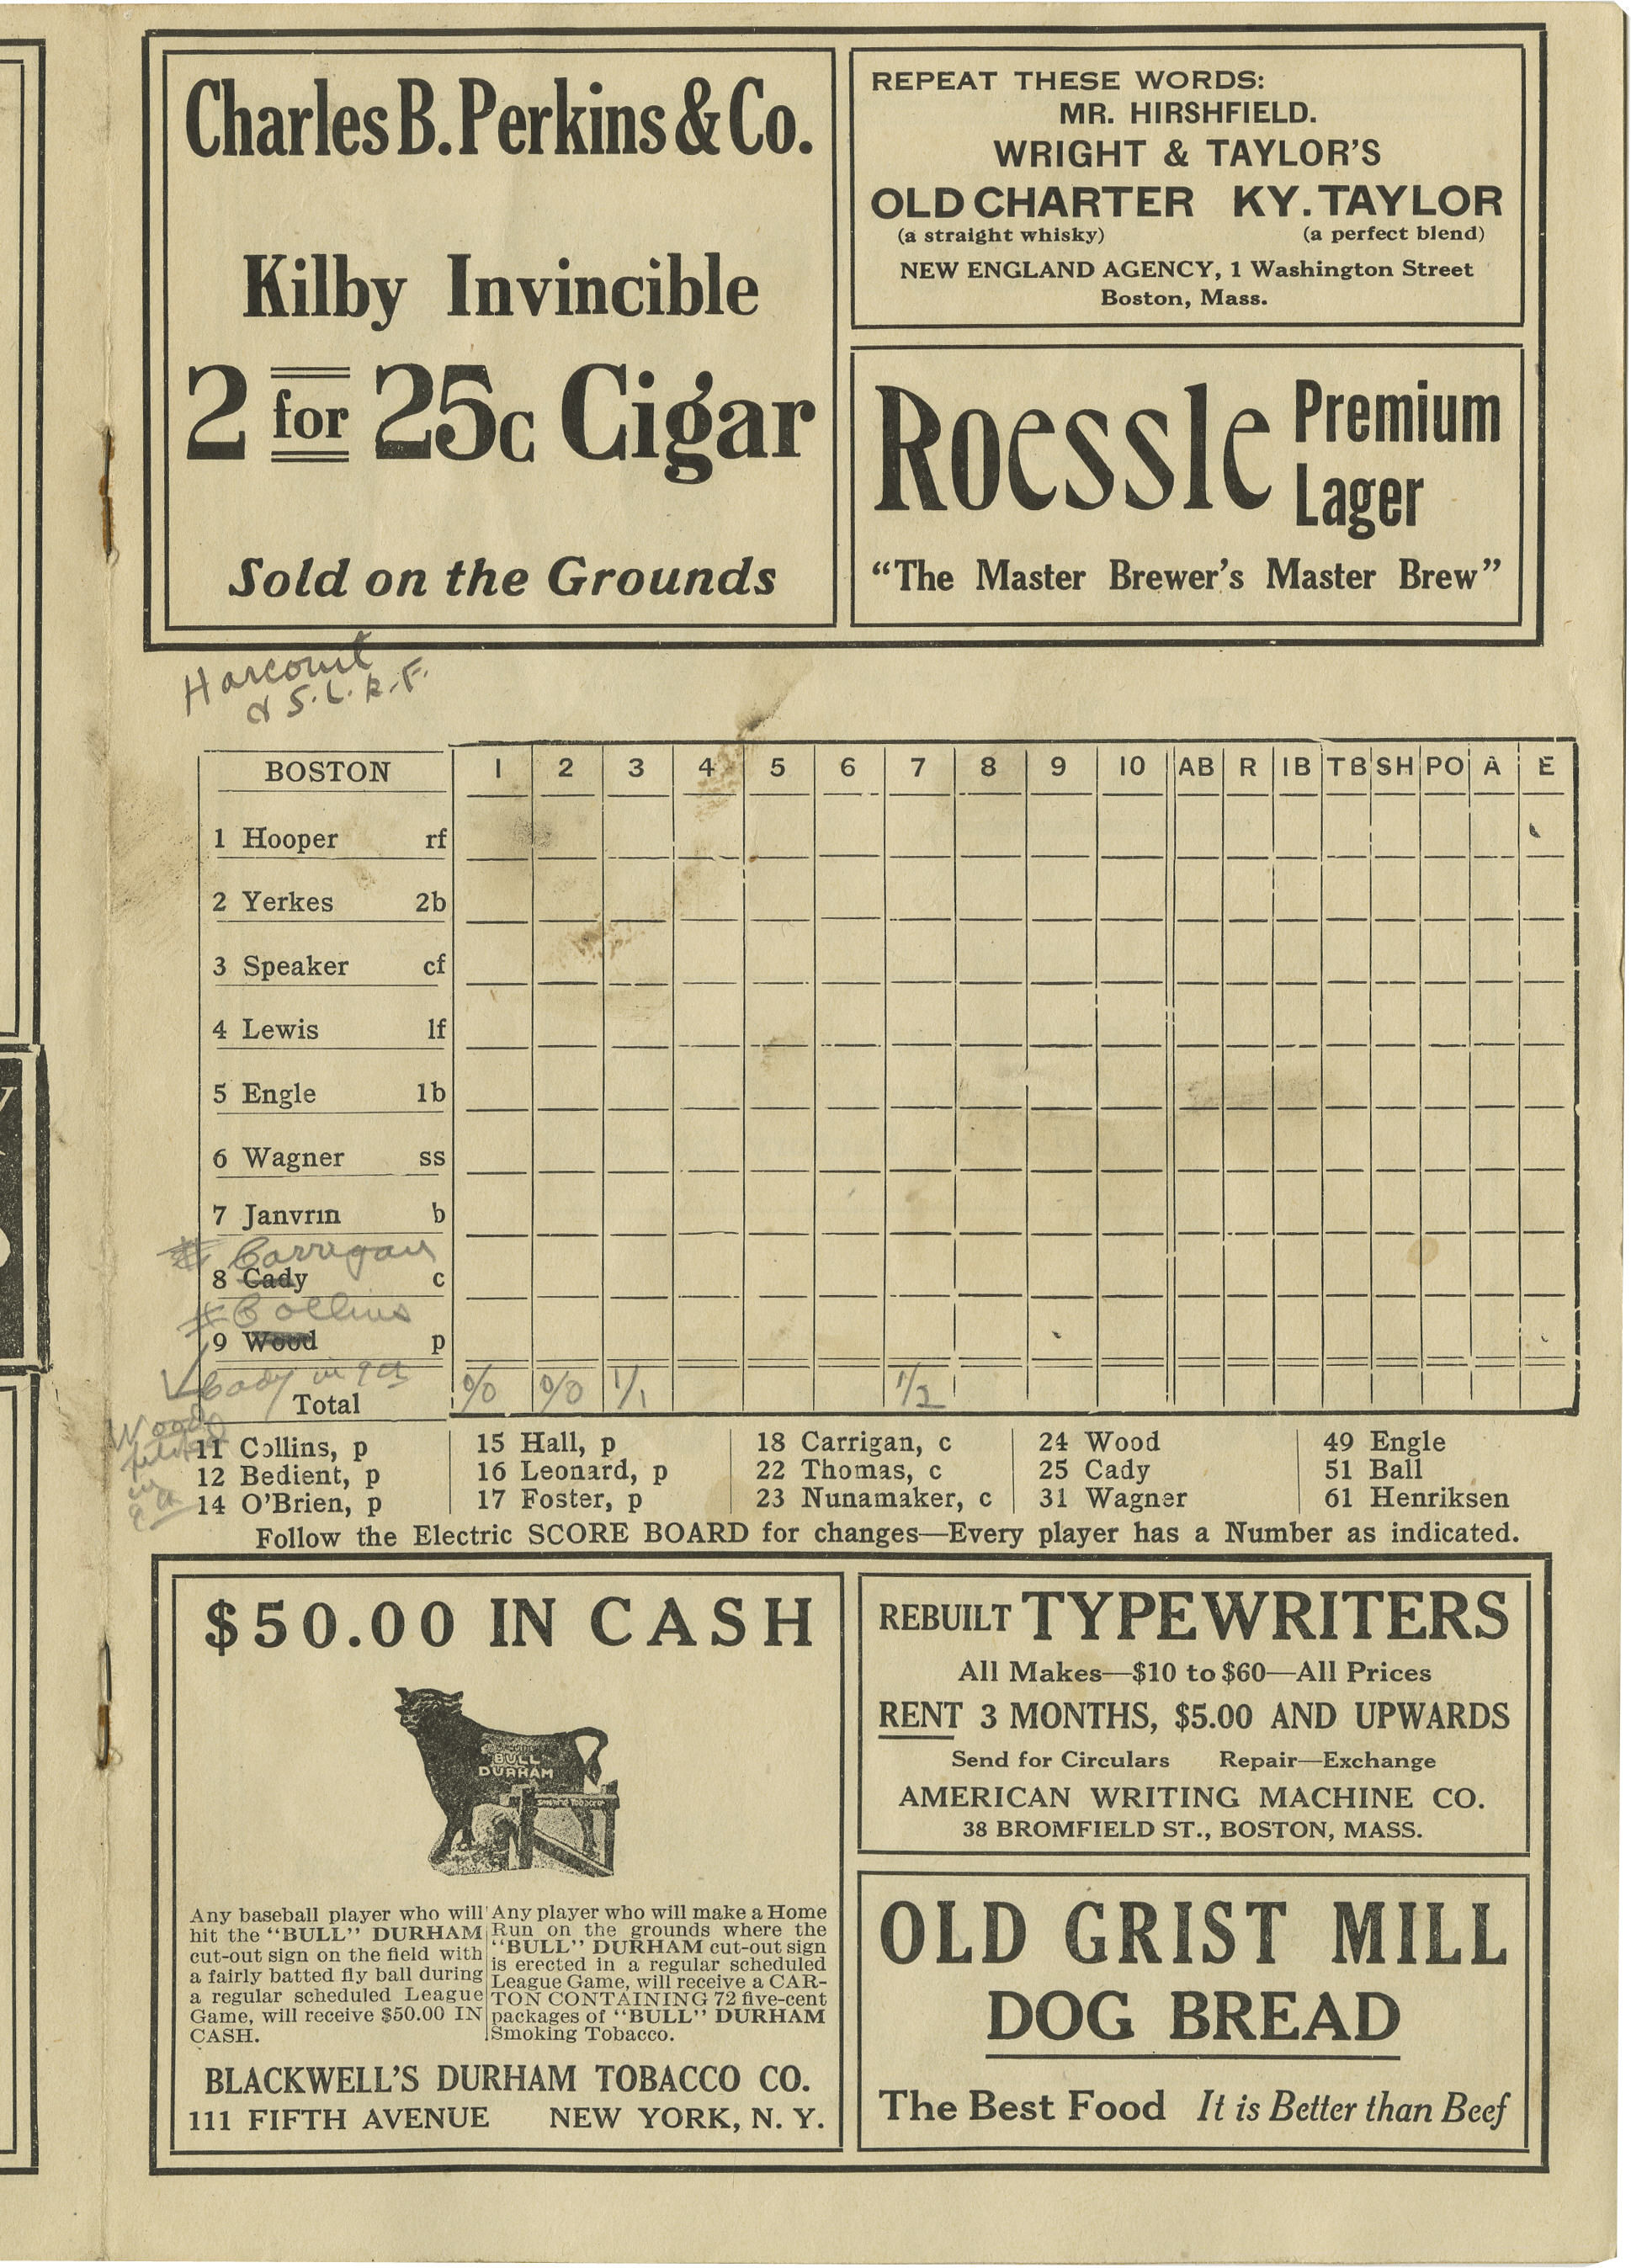 Charles B. Perkins & Co.
Kilby Invincible
2 for 25c Cigar
Sold on the Grounds
REPEAT THESE WORDS:
MR. HIRSHFIELD.
WRIGHT & TAYLOR'S
OLD CHARTER KY. TAYLOR
(a straight whisky) (a perfect blend)
NEW ENGLAND AGENCY, 1 Washington Street
Boston, Mass.
Roessle Premium
Lager
"The Master Brewer's Master Brew"
Harcourt
& S.L.R.F.
BOSTON 1 2 3 4 5 6 7 8 9 10 AB R 1B TB SH PO A E
1 Hooper rf
2 Yerkes 2b
3 Speaker cf
4 Lewis lf
5 Engle 1b
6 Wagner ss
7 Janvrin b
Carrigan
8 Cady c
Collins
9 Wood p
Cady in 9th
Total 0/0 0/0 1/1 1/2
Wood
in
9th
11 Collins, p
12 Bedient, p
14 O'Brien, p
15 Hall, p
16 Leonard, p
17 Foster, p
18 Carrigan, c
22 Thomas, c
23 Nunamaker, c
24 Wood
25 Cady
31 Wagner
49 Engle
51 Ball
61 Henriksen
Follow the Electric SCORE BOARD for changes—Every player has a Number as indicated.
$50.00 IN CASH
BULL
DURHAM
Smoking Tobacco
Any baseball player who will
hit the "BULL" DURHAM
cut-out sign on the field with
a fairly batted fly ball during
a regular scheduled League
Game, will receive $50.00 IN
CASH.
Any player who will make a Home
Run on the grounds where the
"BULL" DURHAM cut-out sign
is erected in a regular scheduled
League Game, will receive a CAR-
TON CONTAINING 72 five-cent
packages of "BULL" DURHAM
Smoking Tobacco.
BLACKWELL'S DURHAM TOBACCO CO.
111 FIFTH AVENUE NEW YORK, N. Y.
REBUILT TYPEWRITERS
All Makes—$10 to $60—All Prices
RENT 3 MONTHS, $5.00 AND UPWARDS
Send for Circulars Repair—Exchange
AMERICAN WRITING MACHINE CO.
38 BROMFIELD ST., BOSTON, MASS.
OLD GRIST MILL
DOG BREAD
The Best Food It is Better than Beef